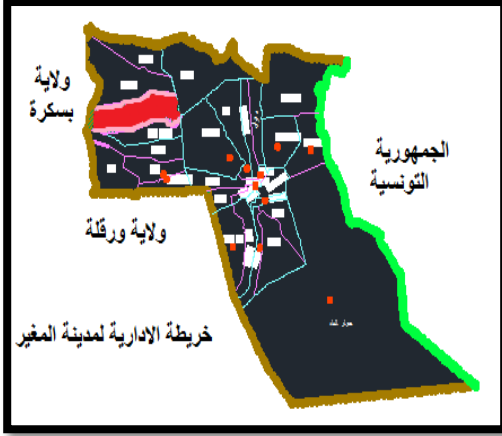 ولاية
بسكرة
الجمهورية
التونسية
ولاية ورقلة
خريطة الادارية لمدينة المغير